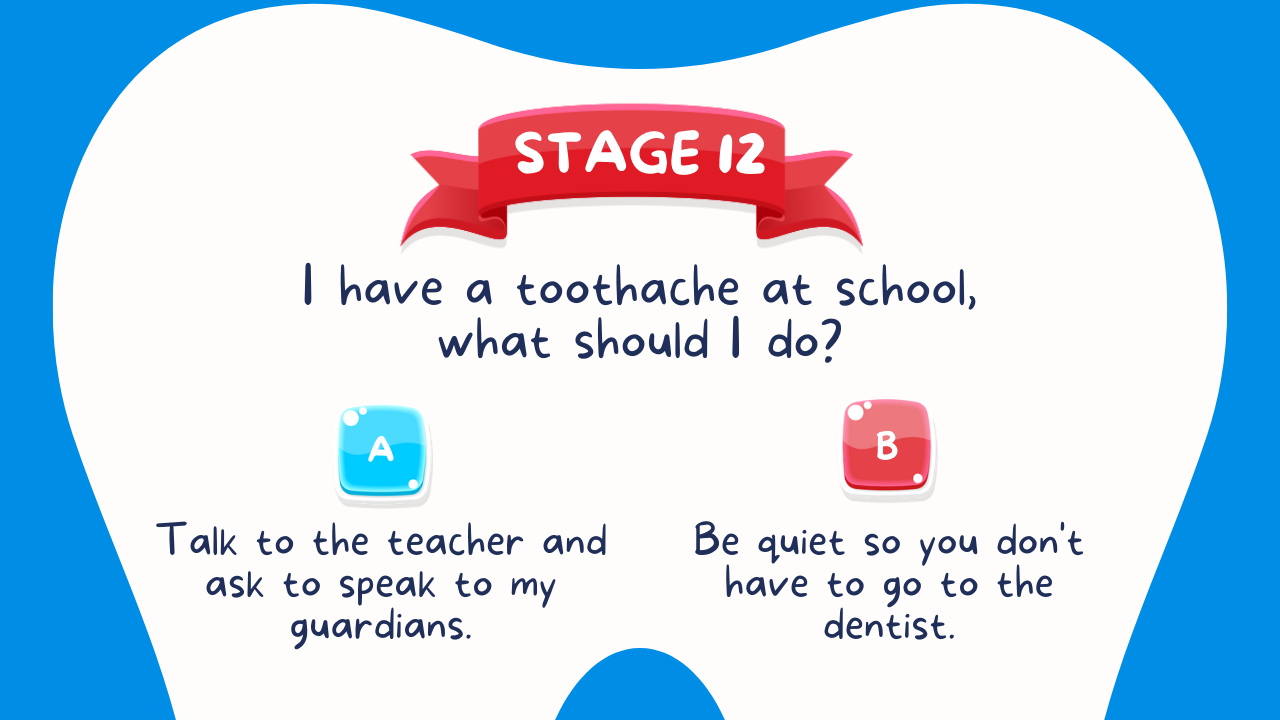 STAGE 12
I have a toothache at school,
what should I do?
A
Talk to the teacher and
ask to speak to my
guardians.
B
Be quiet so you don't
have to go to the
dentist.